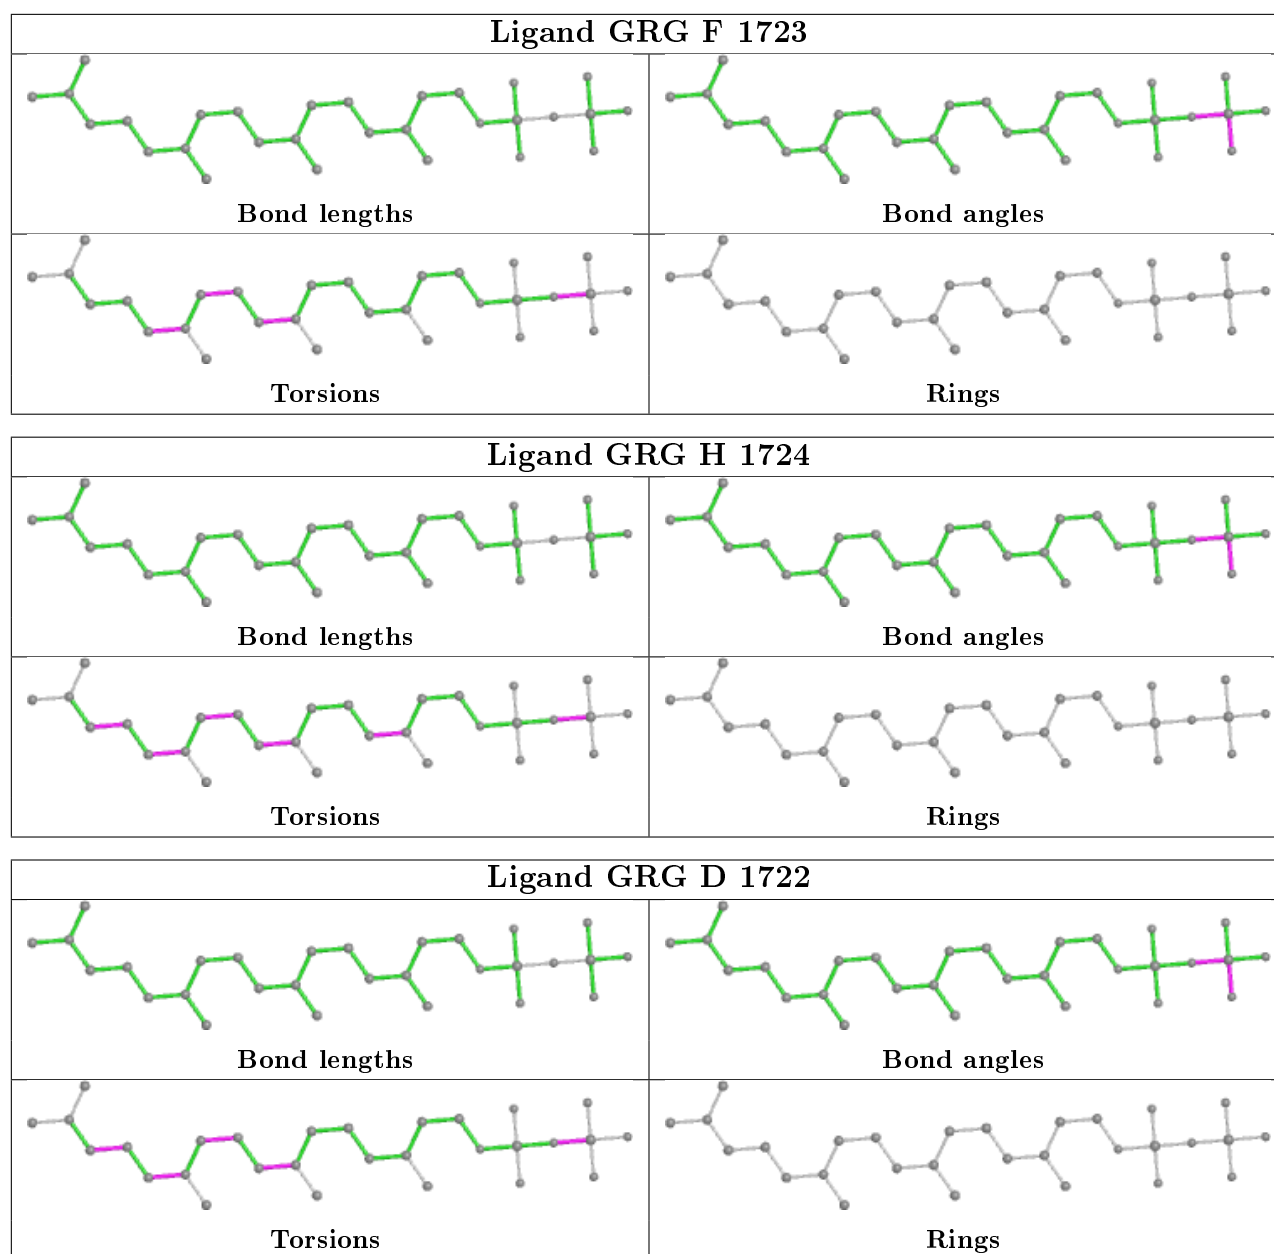 Ligand GRG F 1723
Bond lengths
Bond angles
Torsions
Rings
Ligand GRG H 1724
Bond lengths
Bond angles
Torsions
Rings
Ligand GRG D 1722
Bond lengths
Bond angles
Torsions
Rings